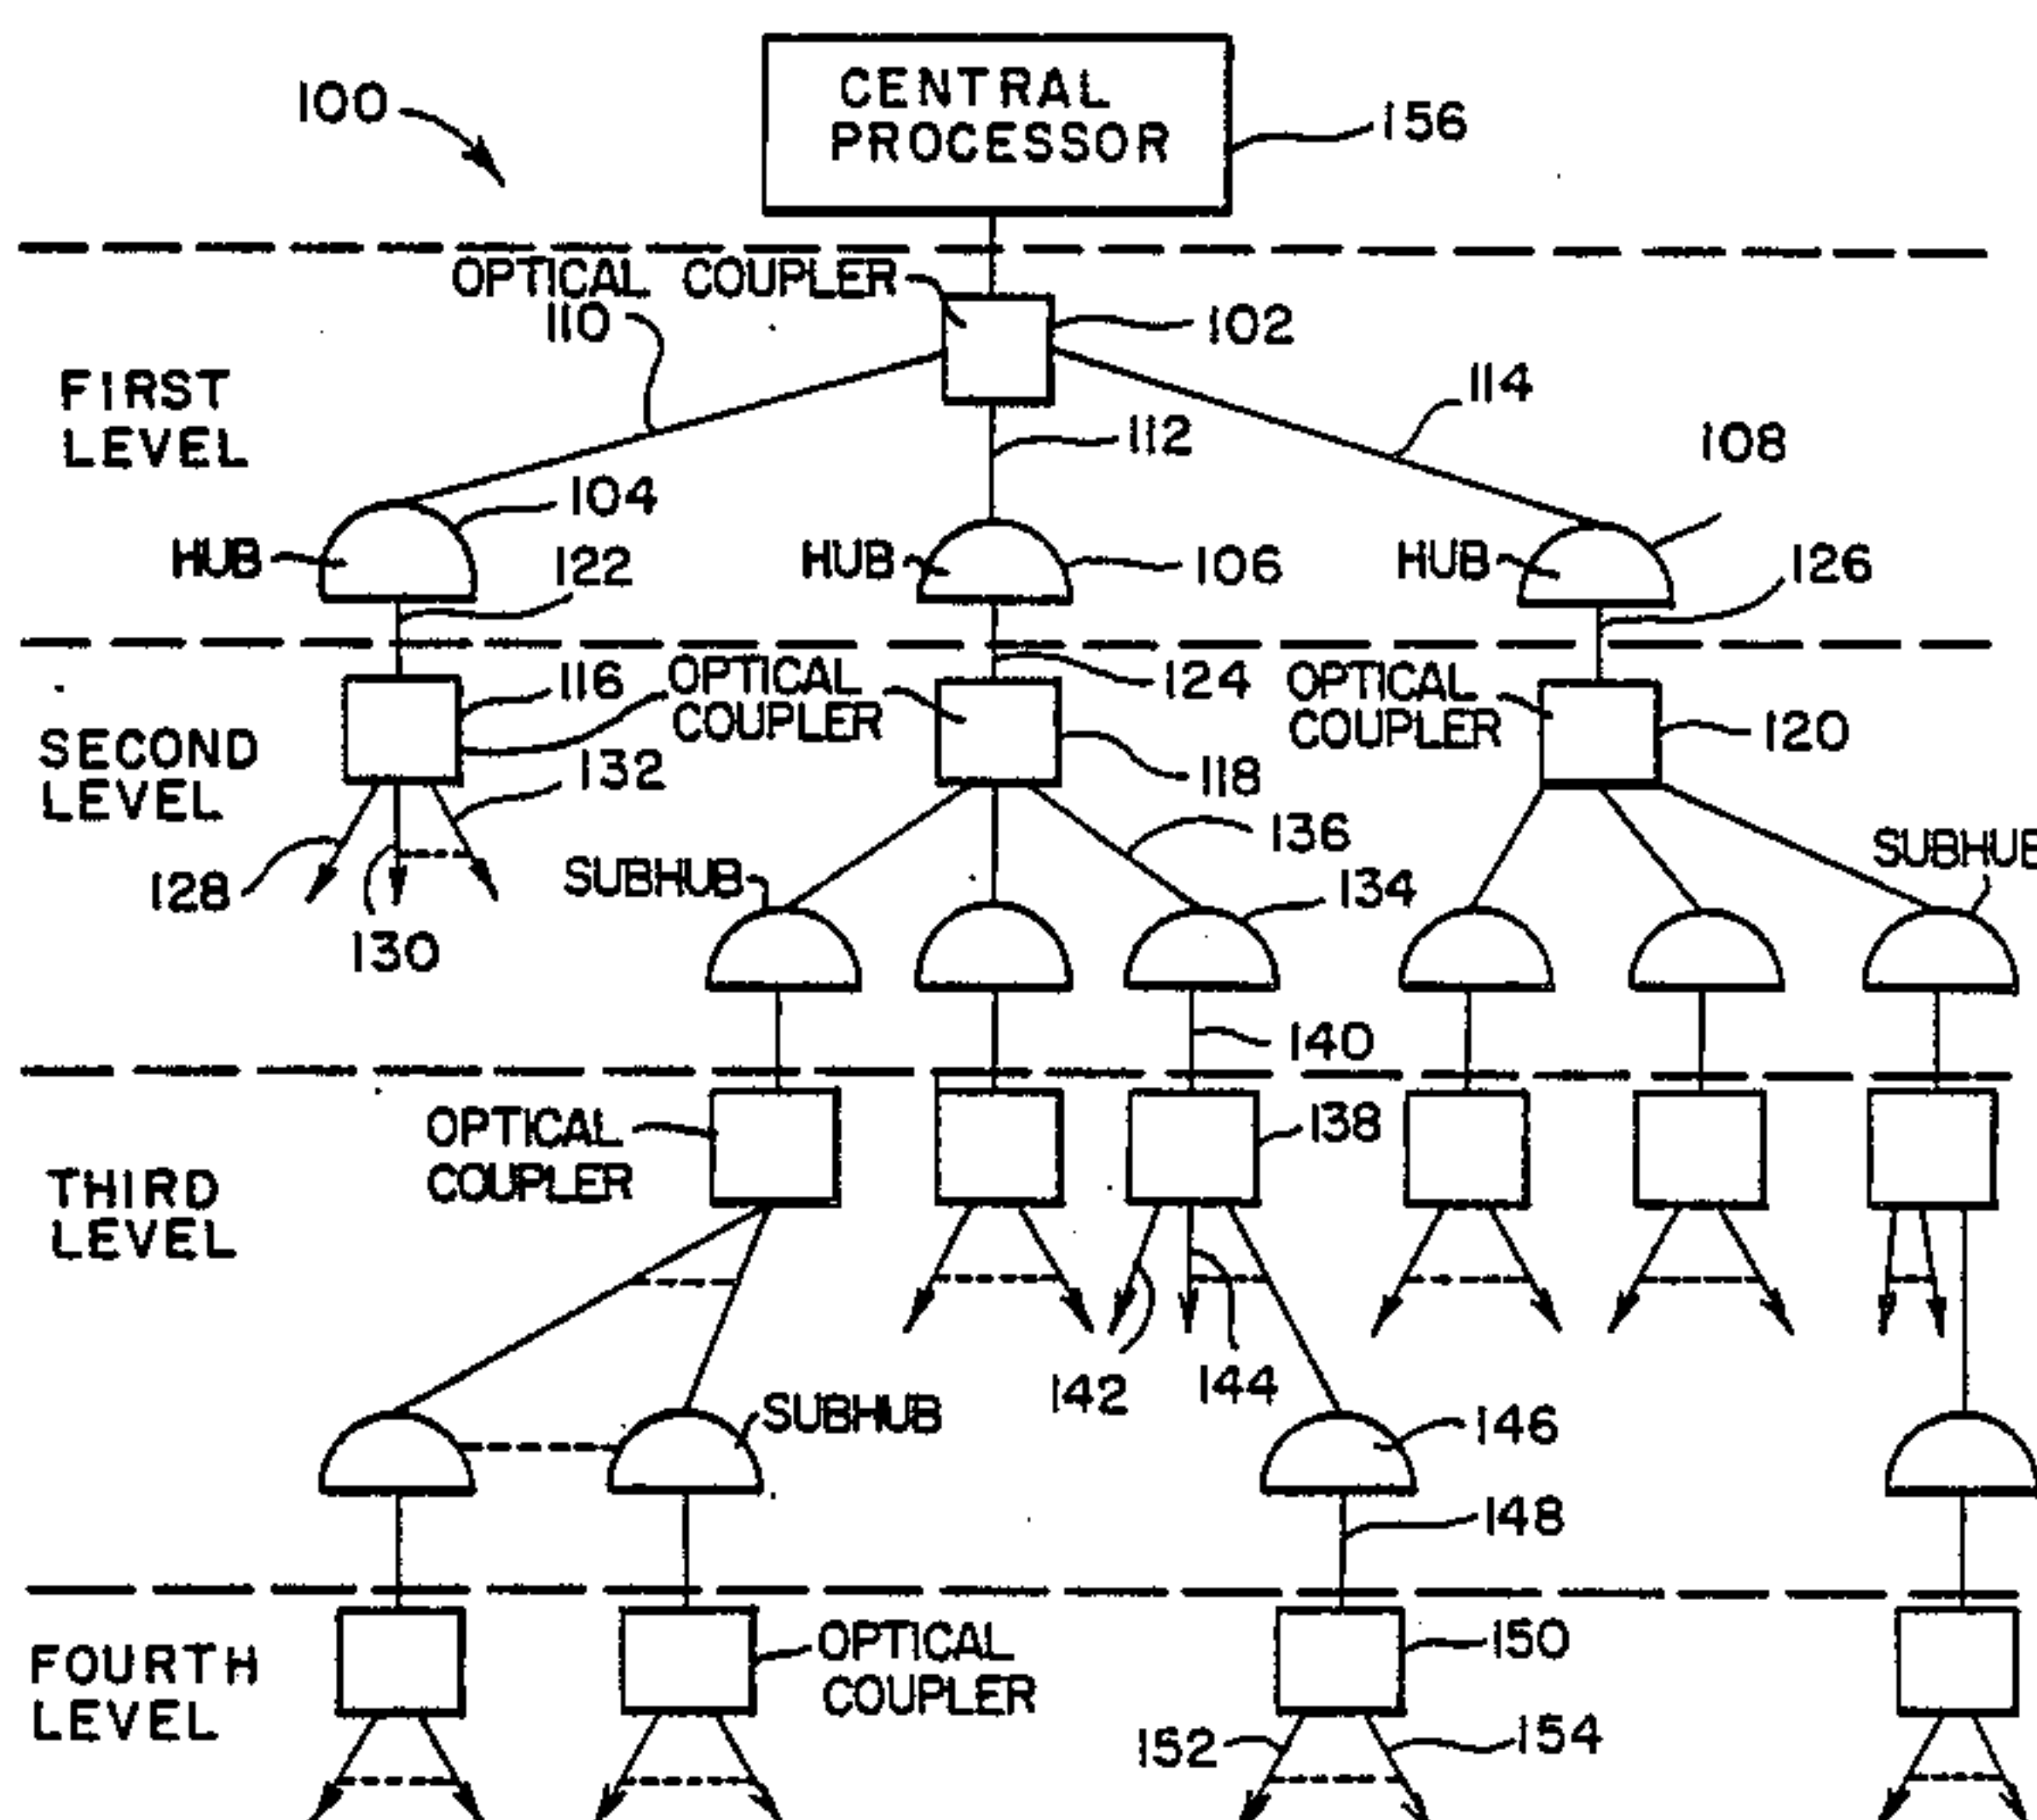 CENTRAL
PROCESSOR
100
156
OPTICAL COUPLER
110
102
FIRST
LEVEL
114
112
108
104
HUB
122
HUB
106
HUB
126
116
OPTICAL
COUPLER
124
OPTICAL
COUPLER
120
SECOND
LEVEL
132
118
136
128
130
SUBHUB
134
SUBHUB
140
OPTICAL
COUPLER
138
THIRD
LEVEL
142
144
SUBHUB
146
148
FOURTH
LEVEL
OPTICAL
COUPLER
150
152
154